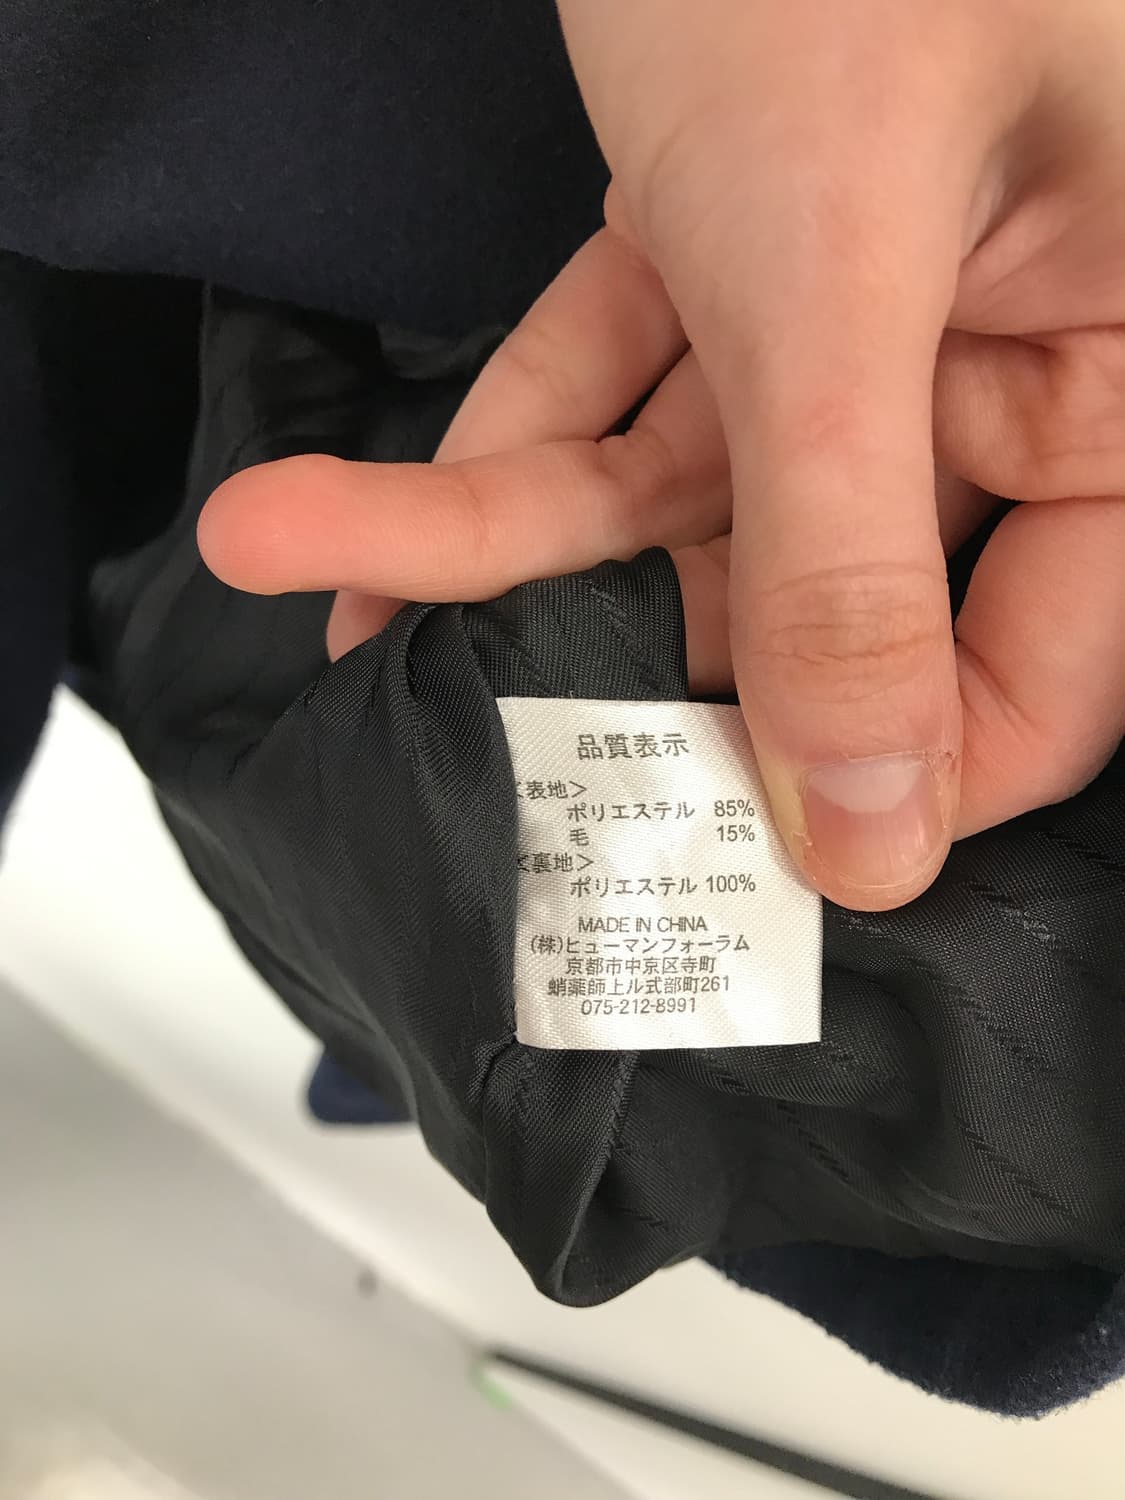 品質表示
<表地>
ポリエステル 85%
毛 15%
<裏地>
ポリエステル 100%
MADE IN CHINA
(株)ヒューマンフォーラム
京都市中京区寺町
蛸薬師上ル式部町261
075-212-8991